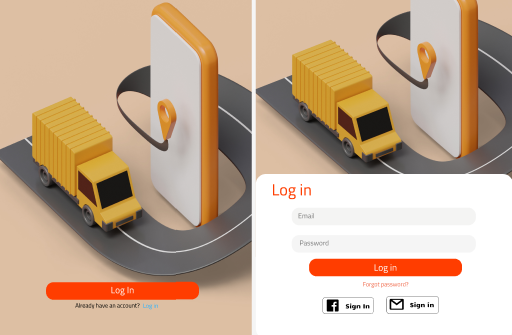 Log In
Already have an account? Log in
Log in
Email
Password
Log in
Forgot password?
Sign In
Sign in